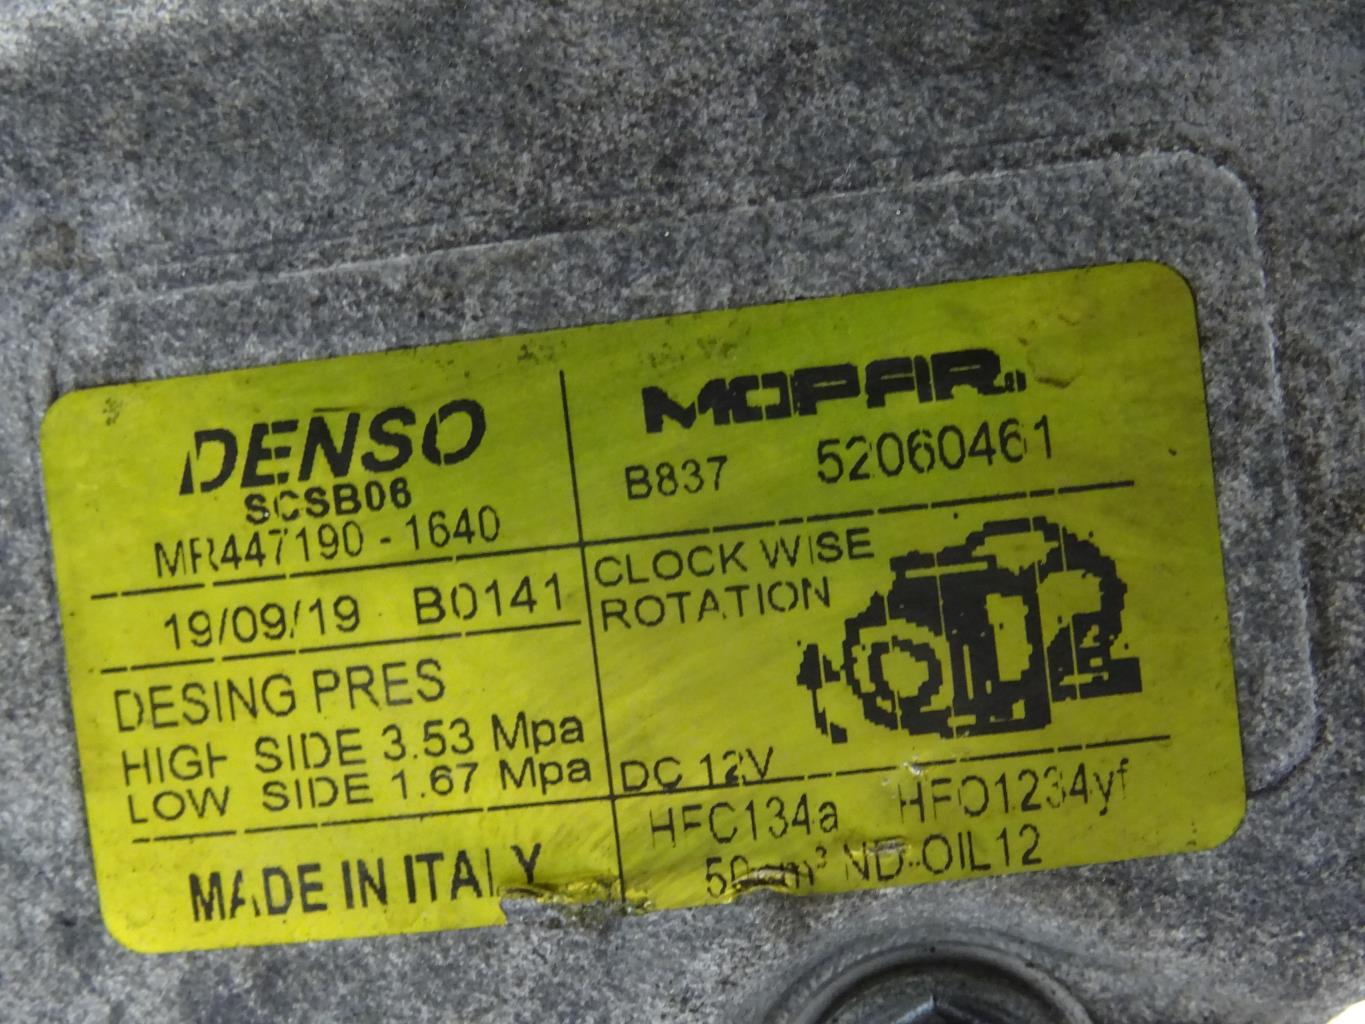 DENSO
SCSB06
MR447190-1640
19/09/19 B0141
DESING PRES
HIGH SIDE 3.53 Mpa
LOW SIDE 1.67 Mpa
MADE IN ITALY
MOPAR
B837 52060461
CLOCK WISE
ROTATION
DC 12V
HFC134a HFO1234yf
50cm³ ND-OIL12